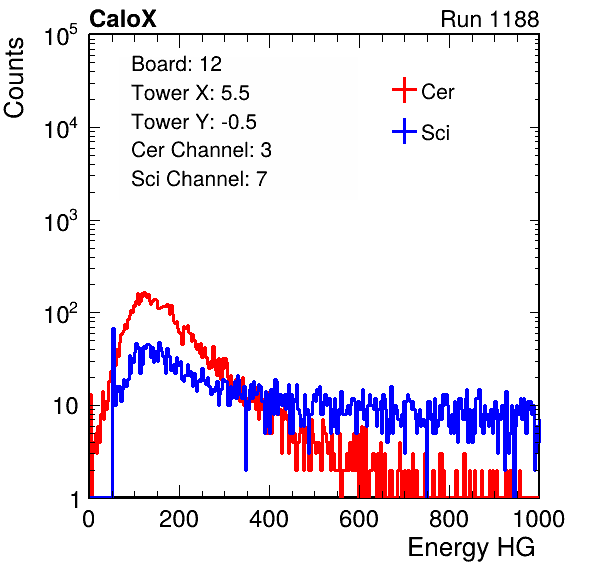 CaloX Run 1188
Counts
10^5
10^4
10^3
10^2
10
1
Board: 12
Tower X: 5.5
Tower Y: -0.5
Cer Channel: 3
Sci Channel: 7
Cer
Sci
0 200 400 600 800 1000
Energy HG